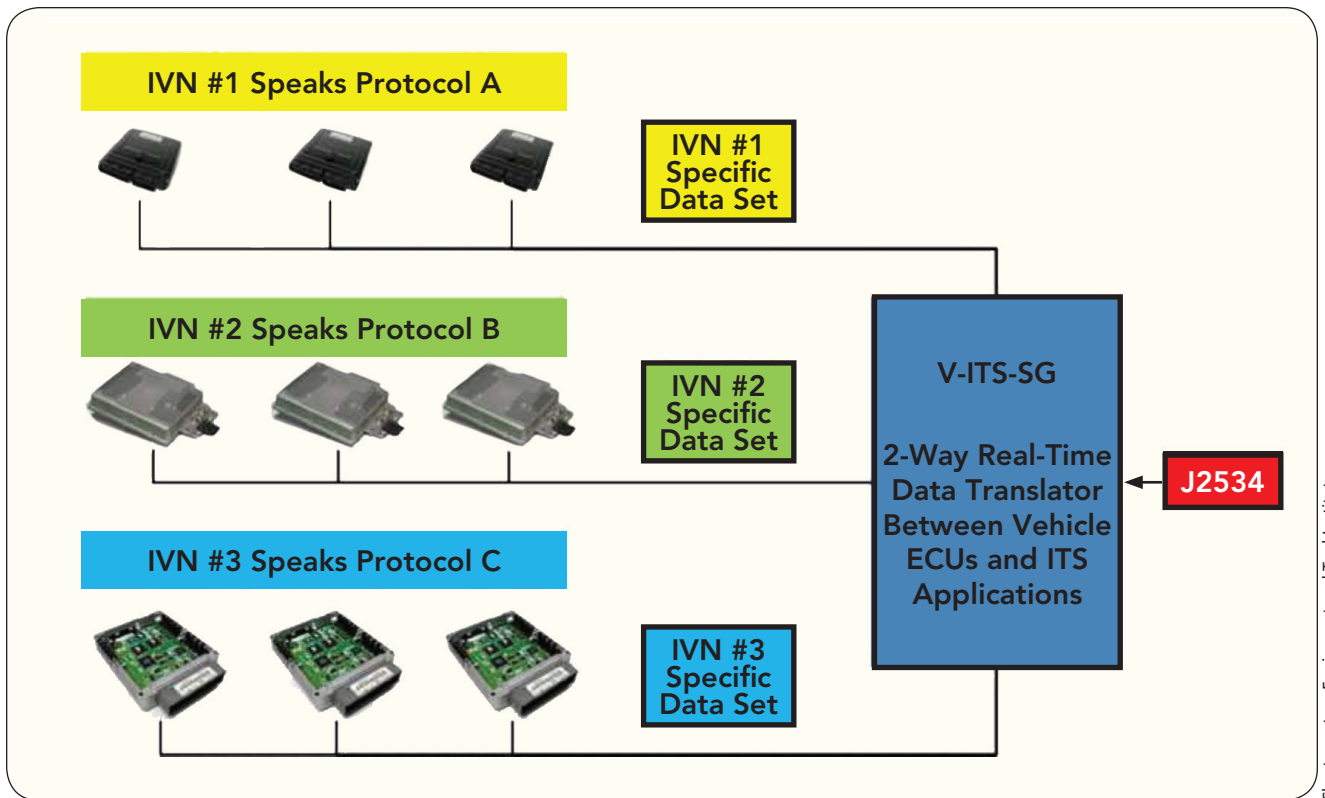 IVN #1 Speaks Protocol A
IVN #1
Specific
Data Set
IVN #2 Speaks Protocol B
IVN #2
Specific
Data Set
V-ITS-SG
2-Way Real-Time
Data Translator
Between Vehicle
ECUs and ITS
Applications
J2534
IVN #3 Speaks Protocol C
IVN #3
Specific
Data Set